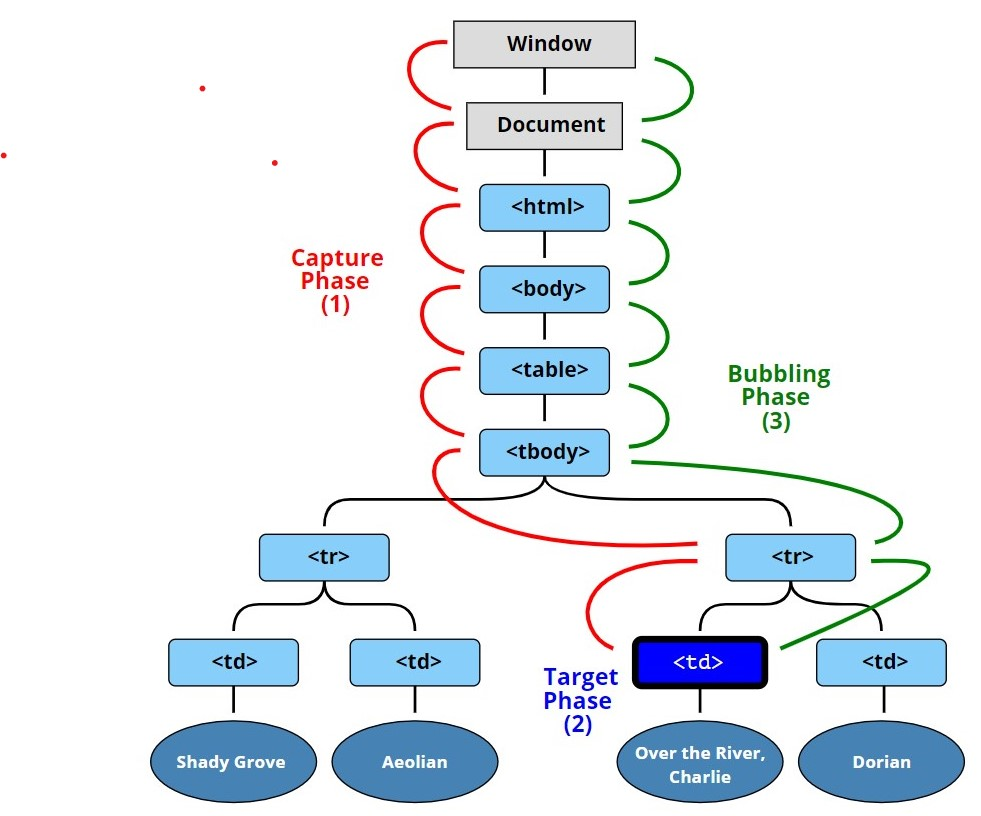 Window
Document
<html>
Capture
Phase
(1)
<body>
<table>
Bubbling
Phase
(3)
<tbody>
<tr>
<tr>
<td>
<td>
<td>
<td>
Target
Phase
(2)
Shady Grove
Aeolian
Over the River,
Charlie
Dorian